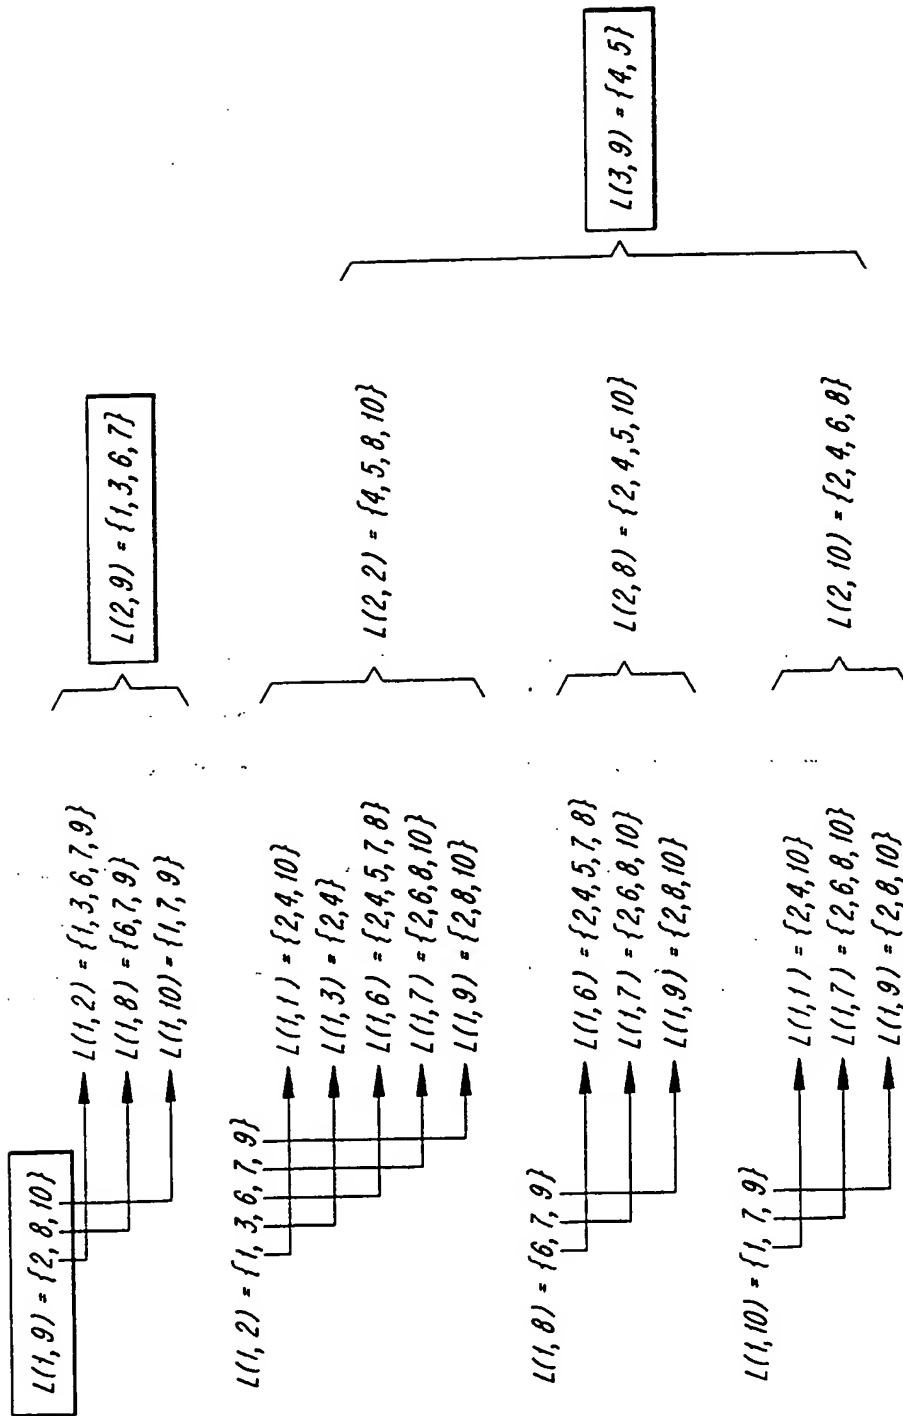 L(1,9) = {2, 8, 10}
L(1,2) = {1,3,6,7,9}
L(1,8) = {6,7,9}
L(1,10) = {1,7,9}
L(2,9) = {1,3,6,7}
L(1,2) = {1, 3, 6, 7, 9}
L(1,1) = {2,4,10}
L(1,3) = {2,4}
L(1,6) = {2,4,5,7,8}
L(1,7) = {2,6,8,10}
L(1,9) = {2,8,10}
L(2,2) = {4,5,8,10}
L(1,8) = {6,7,9}
L(1,6) = {2,4,5,7,8}
L(1,7) = {2,6,8,10}
L(1,9) = {2,8,10}
L(2,8) = {2,4,5,10}
L(1,10) = {1, 7, 9}
L(1,1) = {2,4,10}
L(1,7) = {2,6,8,10}
L(1,9) = {2,8,10}
L(2,10) = {2,4,6,8}
L(3,9) = {4,5}